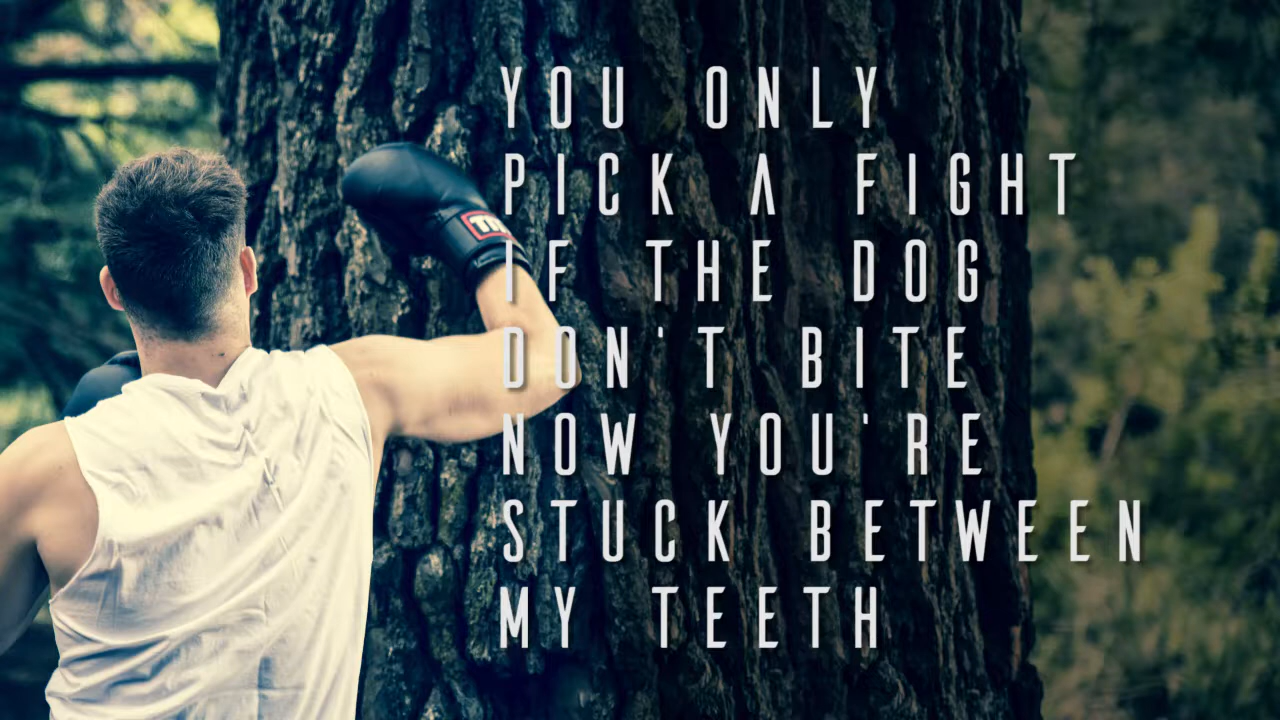 YOU ONLY
PICK A FIGHT
IF THE DOG
DON'T BITE
NOW YOU'RE
STUCK BETWEEN
MY TEETH